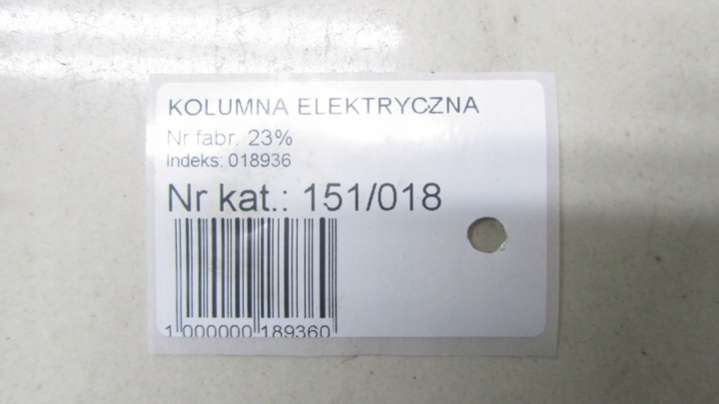 KOLUMNA ELEKTRYCZNA
Nr fabr. 23%
Indeks: 018936
Nr kat.: 151/018
1 000000 189360